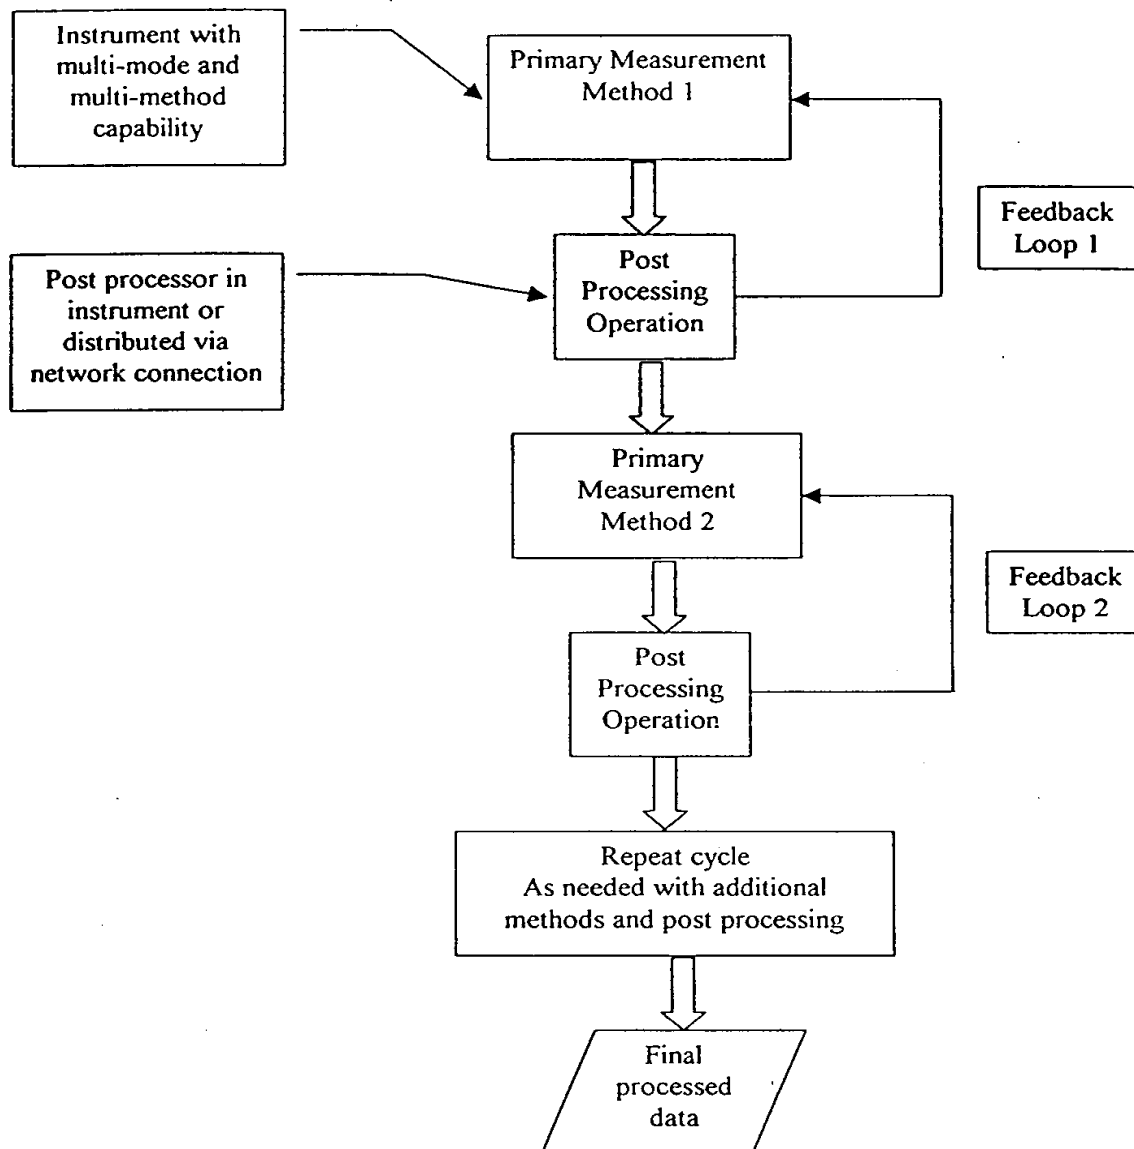 Instrument with
multi-mode and
multi-method
capability
Primary Measurement
Method 1
Feedback
Loop 1
Post processor in
instrument or
distributed via
network connection
Post
Processing
Operation
Primary
Measurement
Method 2
Feedback
Loop 2
Post
Processing
Operation
Repeat cycle
As needed with additional
methods and post processing
Final
processed
data